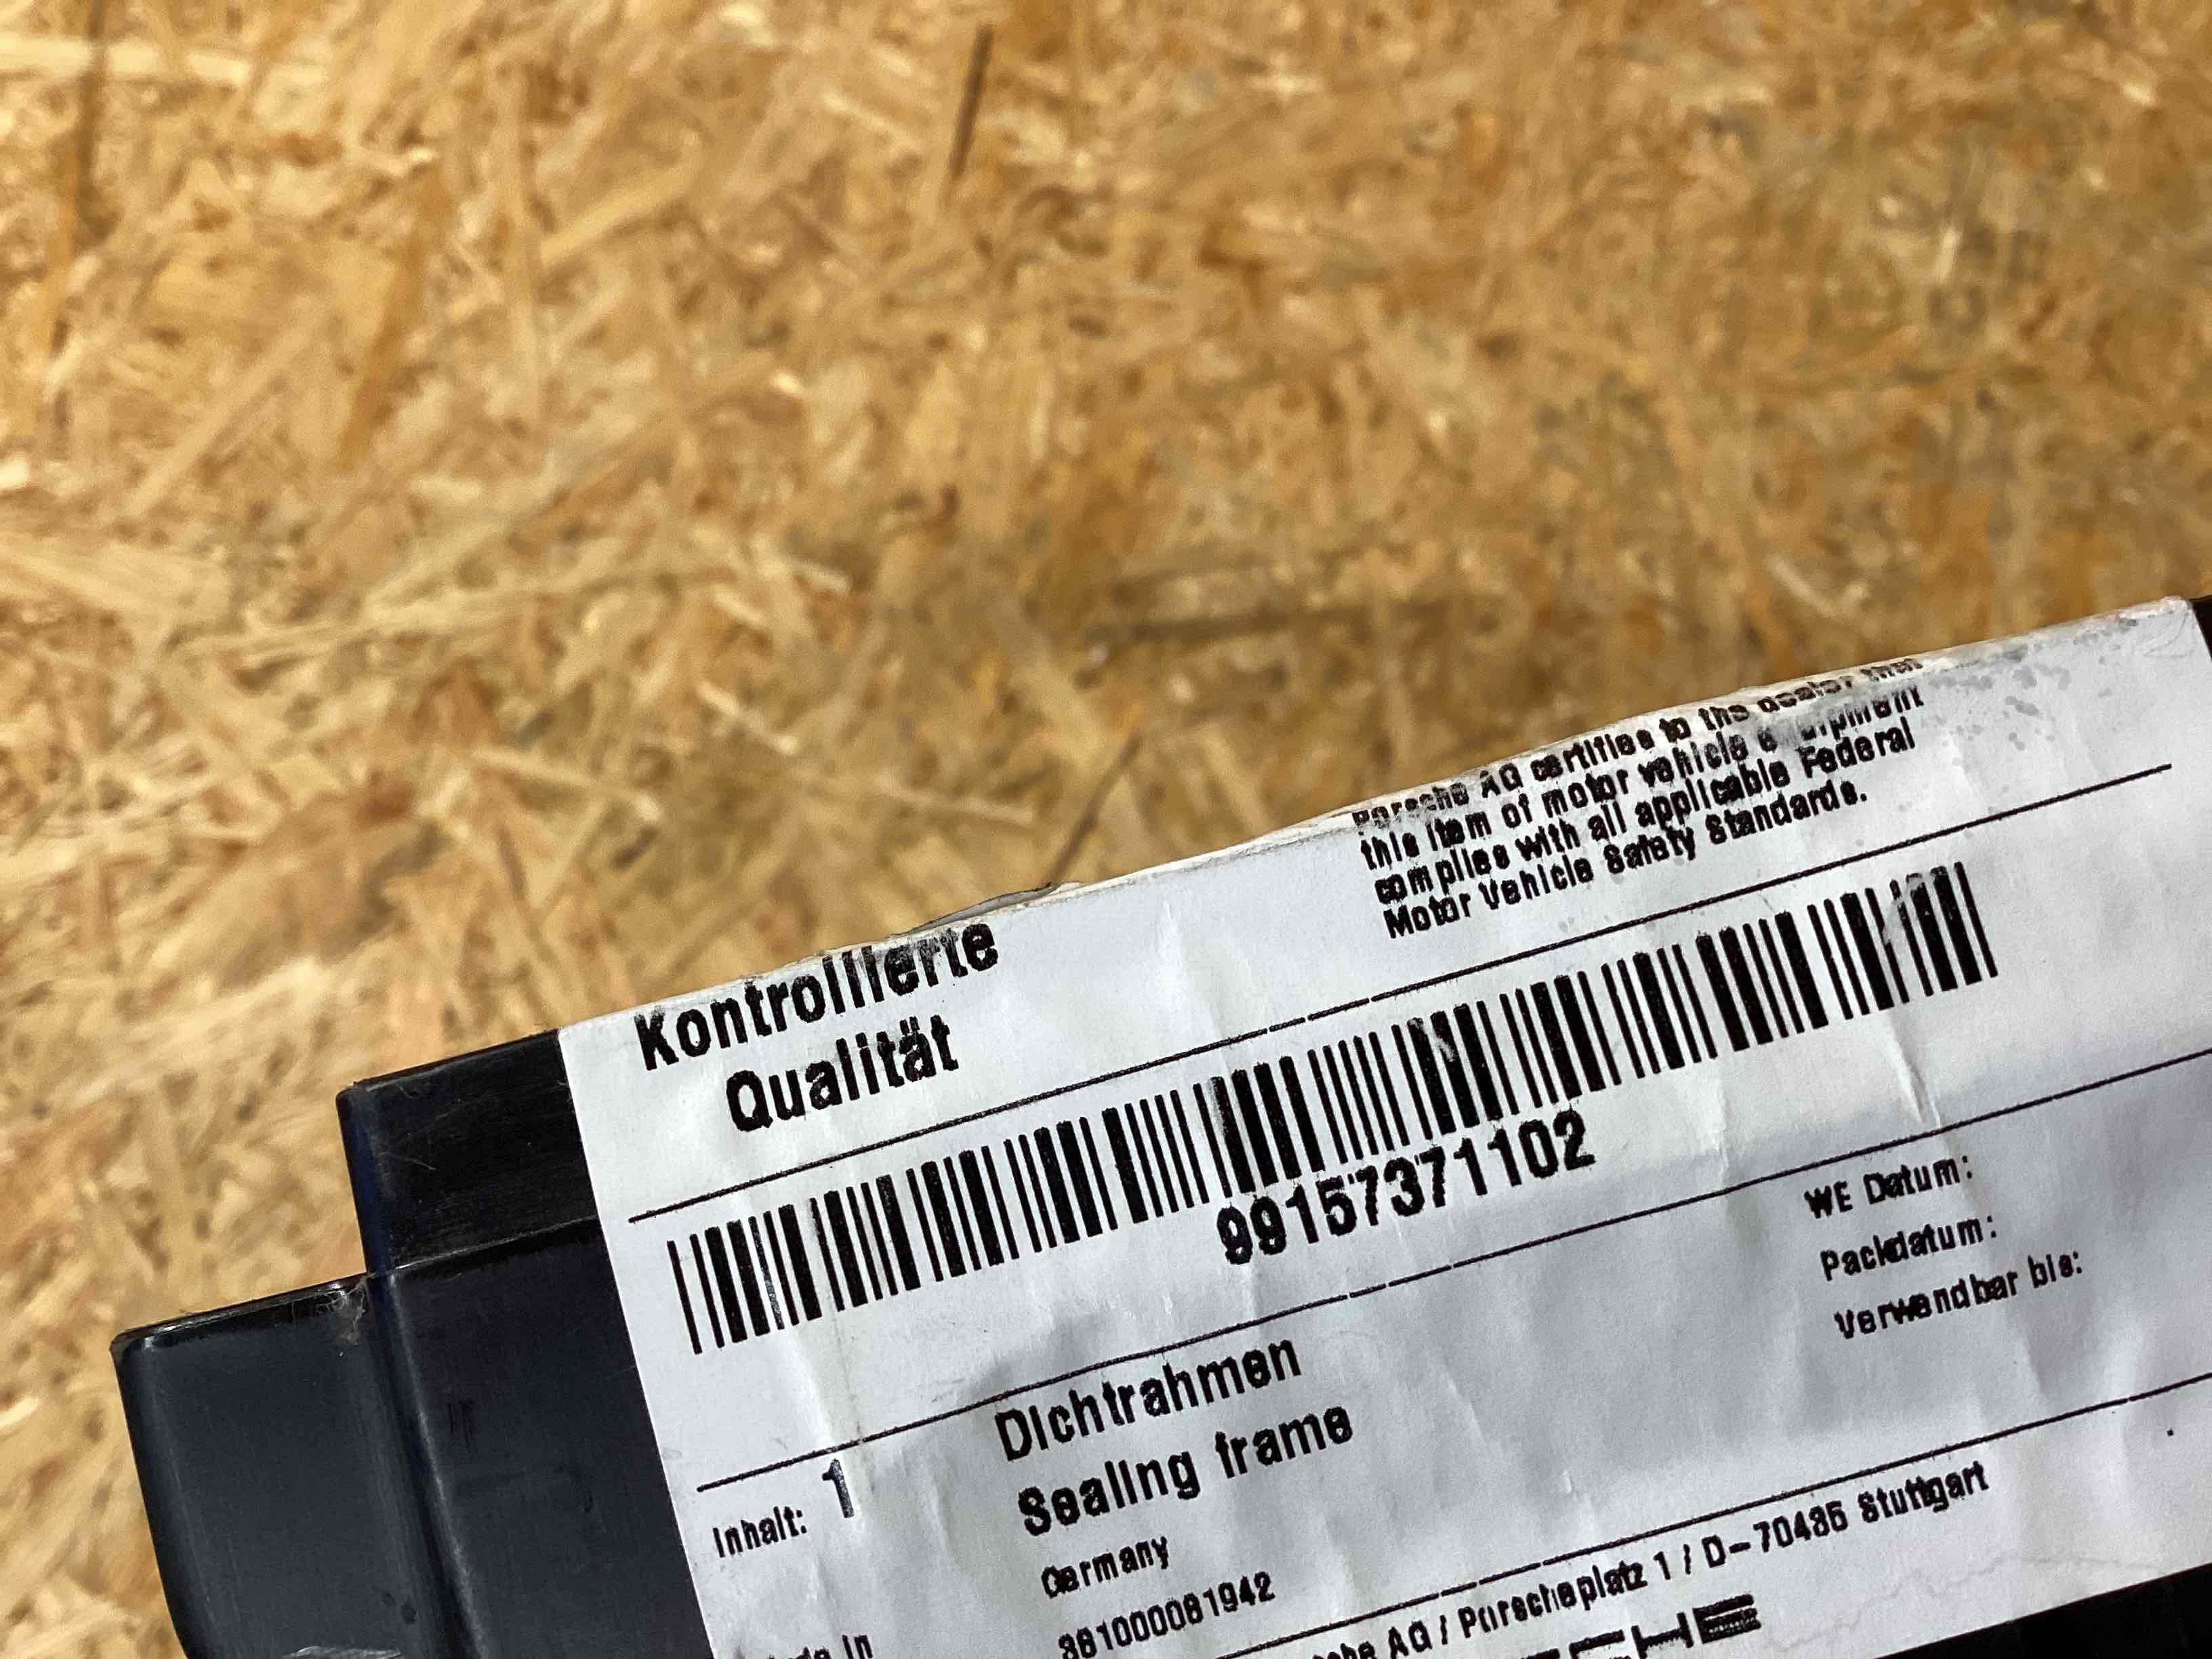 Kontrollierte
Qualität
Porsche AG certifies to the dealer that
this item of motor vehicle equipment
complies with all applicable Federal
Motor Vehicle Safety Standards.
99157371102
WE Datum:
Packdatum:
Verwendbar bis:
Inhalt: 1
Dichtrahmen
Sealing frame
Germany
in
AG / Porscheplatz 1 / D-70435 Stuttgart